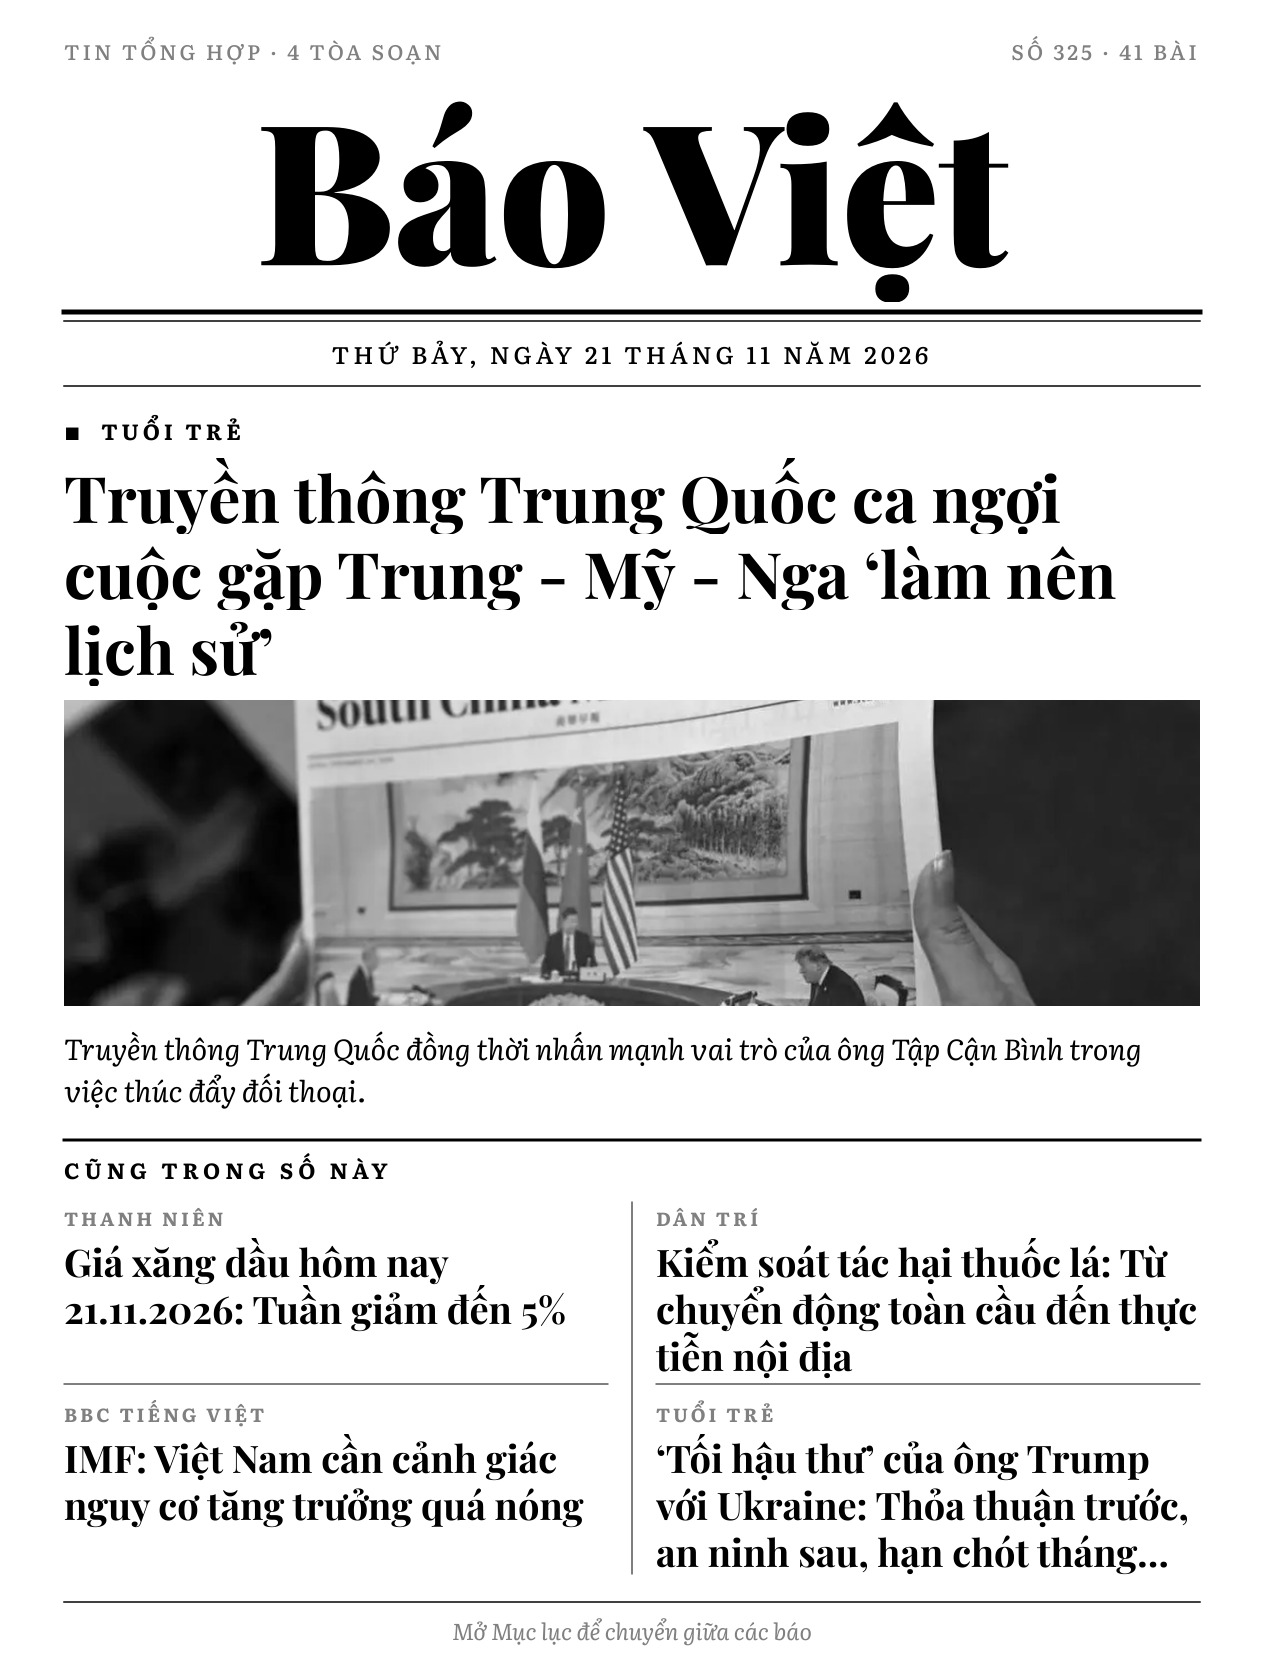 TIN TỔNG HỢP · 4 TÒA SOẠN
SỐ 325 · 41 BÀI
Báo Việt
THỨ BẢY, NGÀY 21 THÁNG 11 NĂM 2026
■ TUỔI TRẺ
Truyền thông Trung Quốc ca ngợi
cuộc gặp Trung - Mỹ - Nga ‘làm nên
lịch sử’
South China
Truyền thông Trung Quốc đồng thời nhấn mạnh vai trò của ông Tập Cận Bình trong
việc thúc đẩy đối thoại.
CŨNG TRONG SỐ NÀY
THANH NIÊN
Giá xăng dầu hôm nay
21.11.2026: Tuần giảm đến 5%
DÂN TRÍ
Kiểm soát tác hại thuốc lá: Từ
chuyển động toàn cầu đến thực
tiễn nội địa
BBC TIẾNG VIỆT
IMF: Việt Nam cần cảnh giác
nguy cơ tăng trưởng quá nóng
TUỔI TRẺ
‘Tối hậu thư’ của ông Trump
với Ukraine: Thỏa thuận trước,
an ninh sau, hạn chót tháng...
Mở Mục lục để chuyển giữa các báo